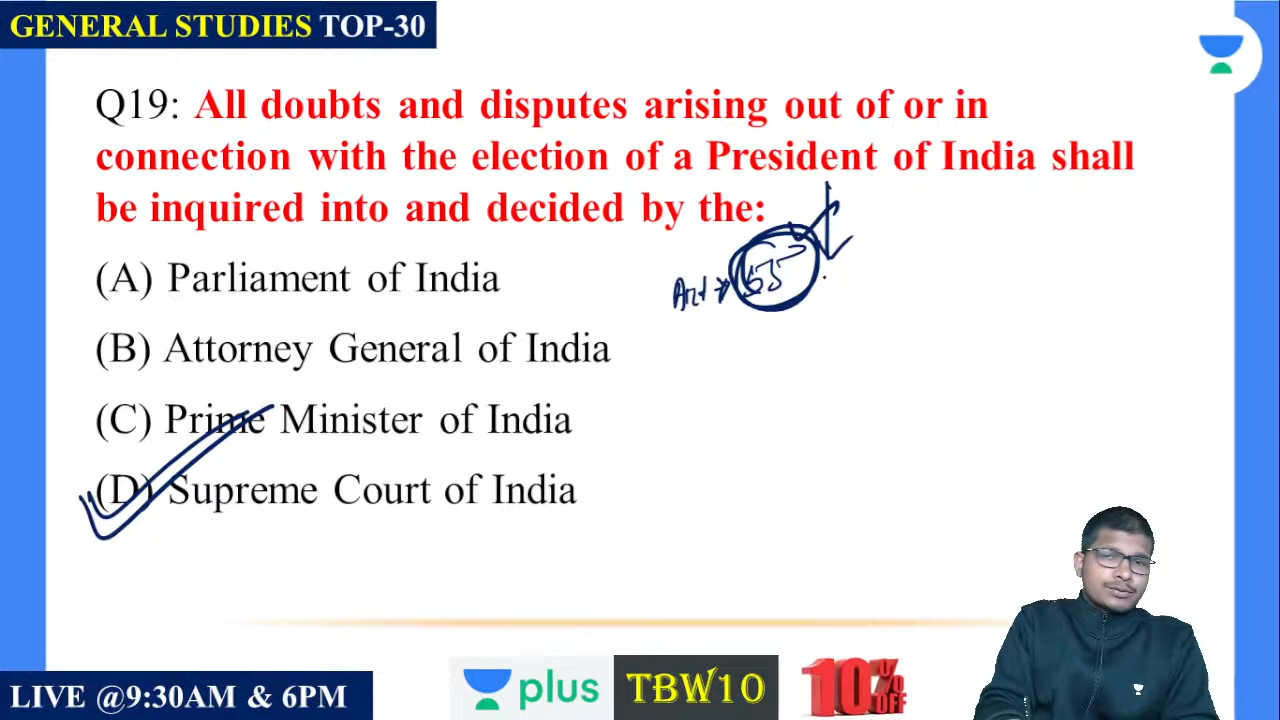 GENERAL STUDIES TOP-30
Q19: All doubts and disputes arising out of or in
connection with the election of a President of India shall
be inquired into and decided by the:
(A) Parliament of India
Art
(B) Attorney General of India
(C) Prime Minister of India
(D) Supreme Court of India
LIVE @9:30AM & 6PM
plus
TBW10
10% OFF